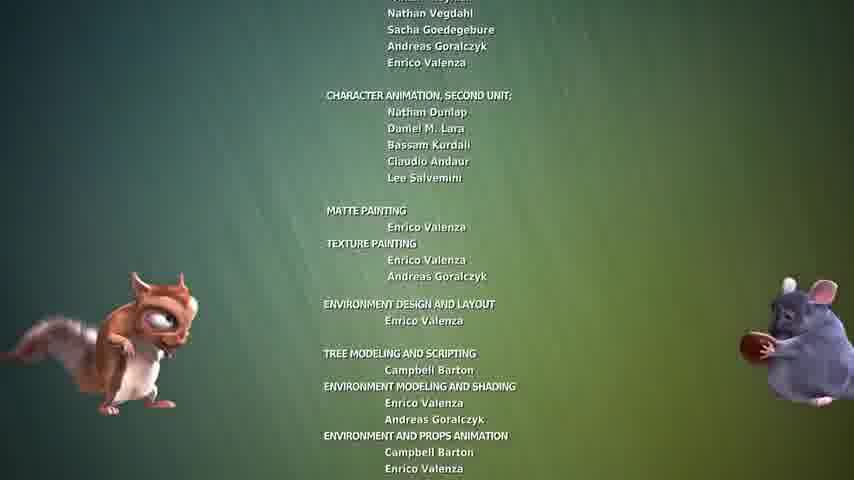 Nathan Vegdahl
Sacha Goedegebure
Andreas Goralczyk
Enrico Valenza
CHARACTER ANIMATION, SECOND UNIT:
Nathan Dunlap
Daniel M. Lara
Bassam Kurdali
Claudio Andaur
Lee Salvemini
MATTE PAINTING
Enrico Valenza
TEXTURE PAINTING
Enrico Valenza
Andreas Goralczyk
ENVIRONMENT DESIGN AND LAYOUT
Enrico Valenza
TREE MODELING AND SCRIPTING
Campbell Barton
ENVIRONMENT MODELING AND SHADING
Enrico Valenza
Andreas Goralczyk
ENVIRONMENT AND PROPS ANIMATION
Campbell Barton
Enrico Valenza